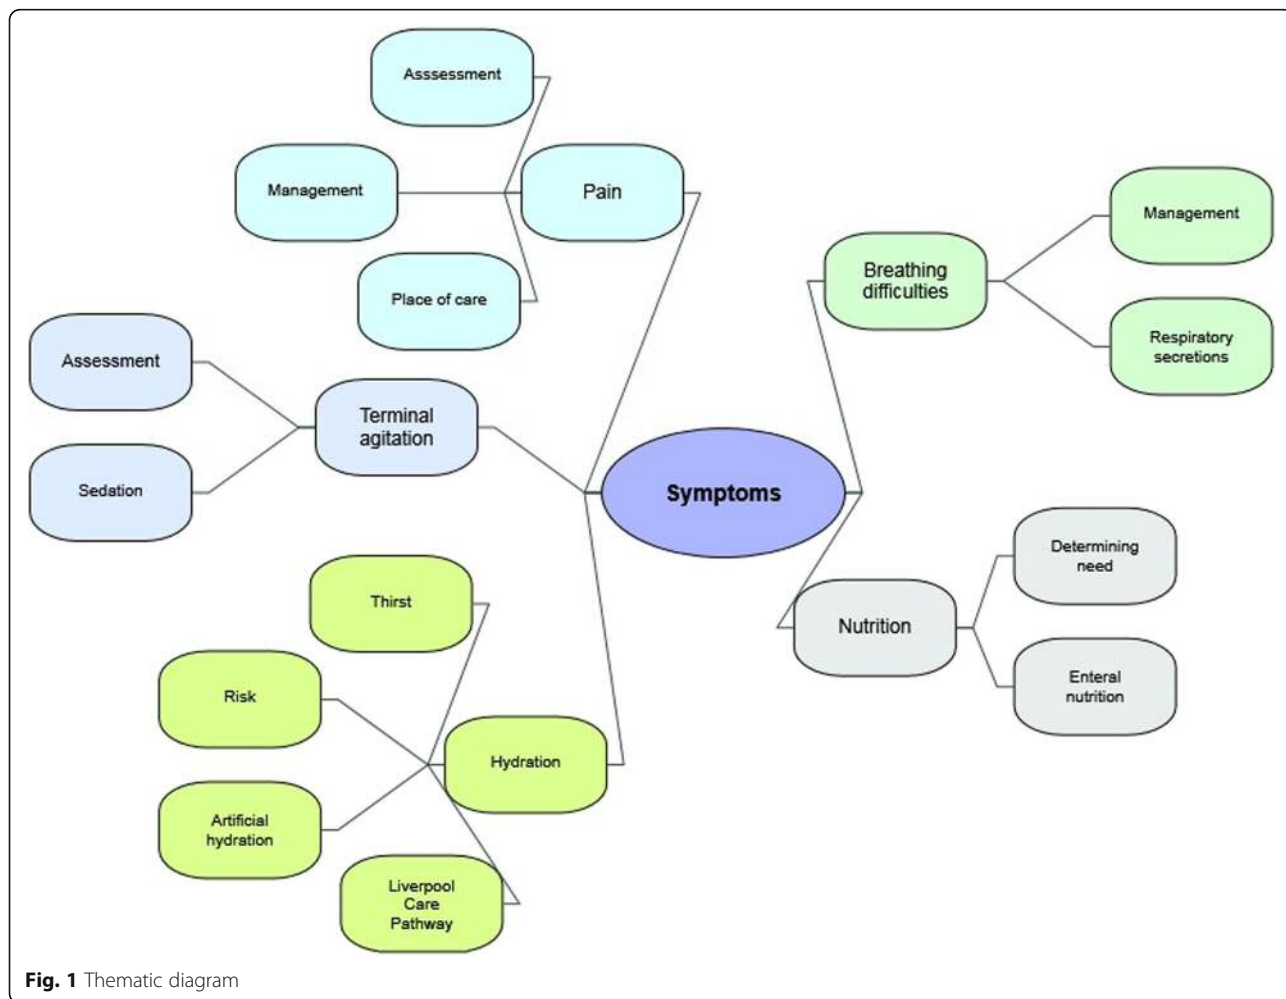 Asssessment
Management
Pain
Place of care
Assessment
Terminal
agitation
Sedation
Symptoms
Breathing
difficulties
Management
Respiratory
secretions
Nutrition
Determining
need
Enteral
nutrition
Thirst
Risk
Hydration
Artificial
hydration
Liverpool
Care
Pathway
Fig. 1 Thematic diagram